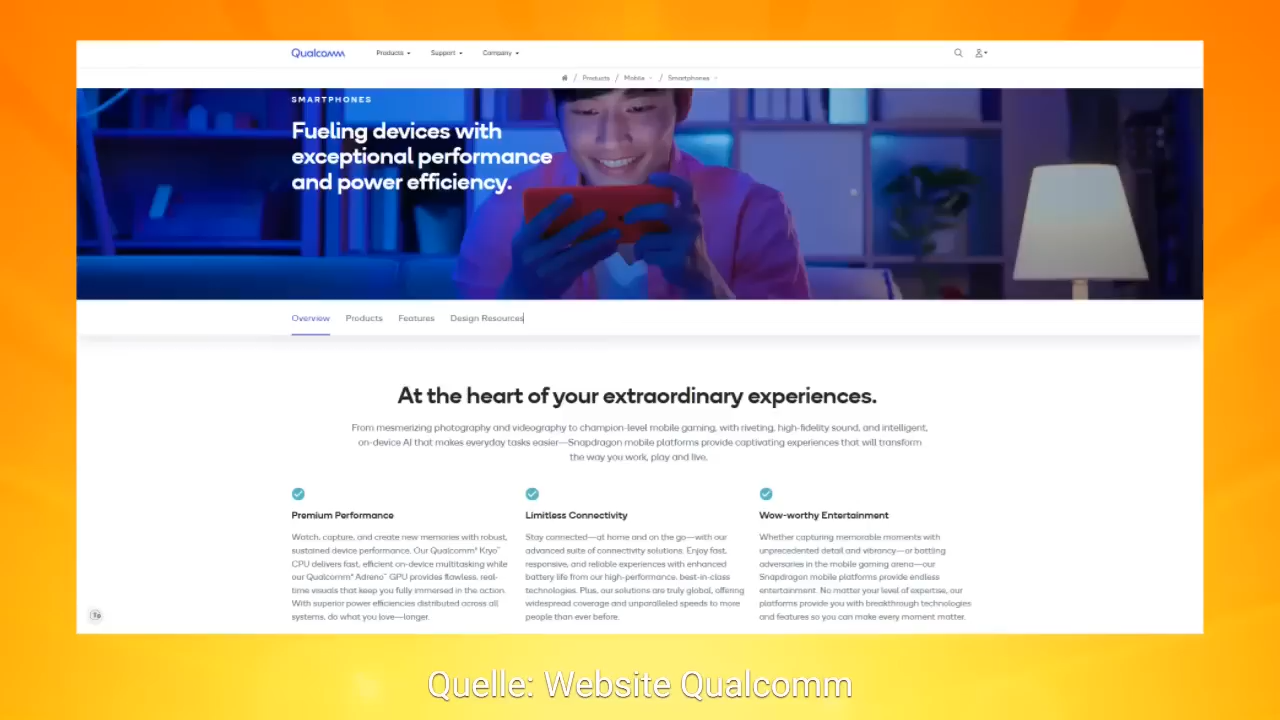 Qualcomm
Products Support Company
/ Products / Mobile / Smartphones
SMARTPHONES
Fueling devices with
exceptional performance
and power efficiency.
Overview Products Features Design Resources
At the heart of your extraordinary experiences.
From mesmerizing photography and videography to champion-level mobile gaming, with riveting, high-fidelity sound, and intelligent,
on-device AI that makes everyday tasks easier—Snapdragon mobile platforms provide captivating experiences that will transform
the way you work, play and live.
Premium Performance
Watch, capture, and create new memories with robust,
sustained device performance. Our Qualcomm® Kryo™
CPU delivers fast, efficient on-device multitasking while
our Qualcomm® Adreno™ GPU provides flawless, real-
time visuals that keep you fully immersed in the action.
With superior power efficiencies distributed across all
systems, do what you love—longer.
Limitless Connectivity
Stay connected—at home and on the go—with our
advanced suite of connectivity solutions. Enjoy fast,
responsive, and reliable experiences with enhanced
battery life from our high-performance, best-in-class
technologies. Plus, our solutions are truly global, offering
widespread coverage and unparalleled speeds to more
people than ever before.
Wow-worthy Entertainment
Whether capturing memorable moments with
unprecedented detail and vibrancy—or battling
adversaries in the mobile gaming arena—our
Snapdragon mobile platforms provide endless
entertainment. No matter your level of expertise, our
platforms provide you with breakthrough technologies
and features so you can make every moment matter.
Quelle: Website Qualcomm